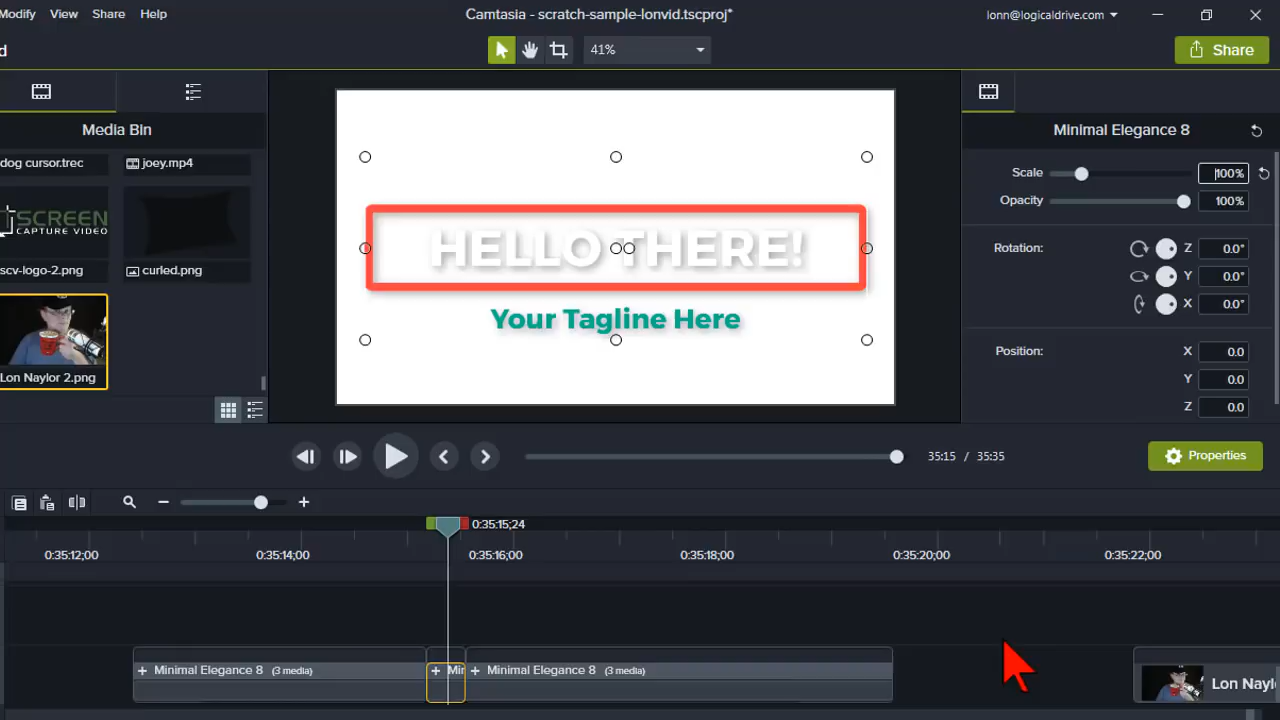 Modify View Share Help
Camtasia - scratch-sample-lonvid.tscproj*
lonn@logicaldrive.com
d
41%
Share
Media Bin
Minimal Elegance 8
dog cursor.trec
joey.mp4
Scale 100%
Opacity 100%
SCREEN
CAPTURE VIDEO
HELLO THERE!
Rotation: Z 0.0°
scv-logo-2.png
curled.png
Y 0.0°
X 0.0°
Your Tagline Here
Position: X 0.0
Lon Naylor 2.png
Y 0.0
Z 0.0
35:15 / 35:35
Properties
0:35:15;24
0:35:12;00 0:35:14;00 0:35:16;00 0:35:18;00 0:35:20;00 0:35:22;00
+ Minimal Elegance 8 (3 media)
+ Min
+ Minimal Elegance 8 (3 media)
Lon Naylo